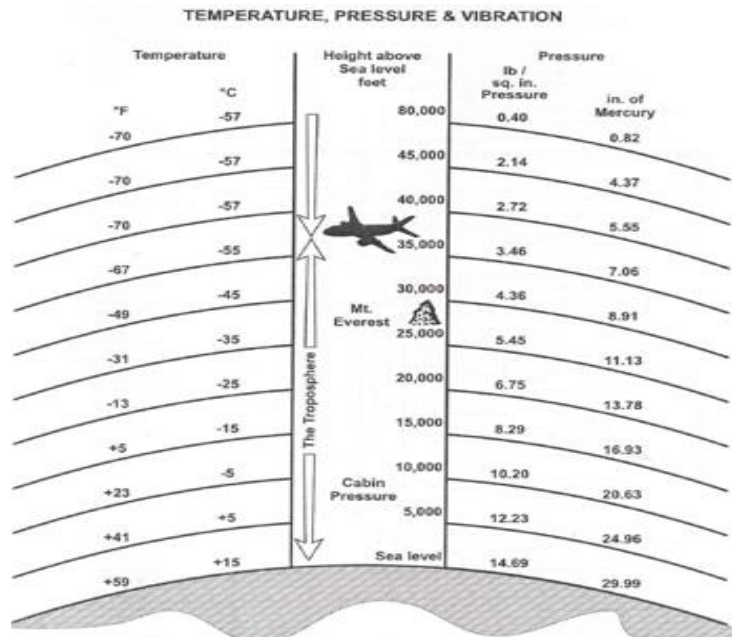 TEMPERATURE, PRESSURE & VIBRATION
Temperature
Height above
Sea level
feet
Pressure
°F
°C
lb /
sq. in.
Pressure
in. of
Mercury
-70 -57 80,000 0.40 0.82
-70 -57 45,000 2.14 4.37
-70 -57 40,000 2.72 5.55
-67 -55 35,000 3.46 7.06
-49 -45 30,000 4.36 8.91
Mt.
Everest
-31 -35 25,000 5.45 11.13
-13 -25 20,000 6.75 13.78
The Troposphere
+5 -15 15,000 8.29 16.93
+23 -5 10,000 10.20 20.63
Cabin
Pressure
+41 +5 5,000 12.23 24.96
+59 +15 Sea level 14.69 29.99